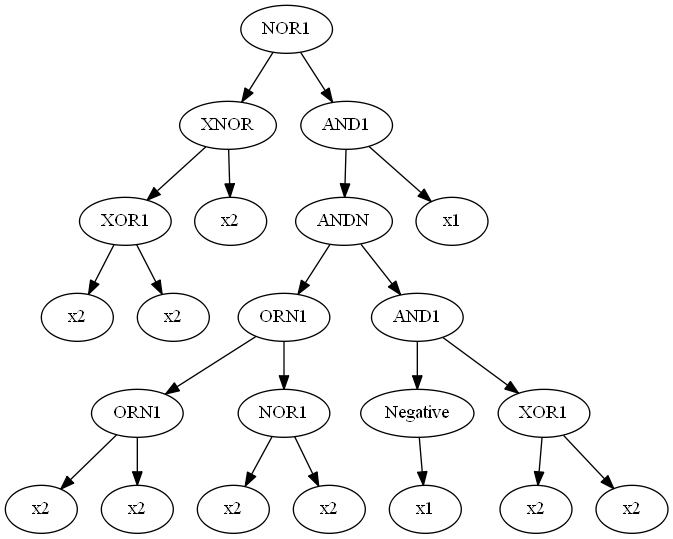 NOR1
XNOR AND1
XOR1 x2 ANDN x1
x2 x2 ORN1 AND1
ORN1 NOR1 Negative XOR1
x2 x2 x2 x2 x1 x2 x2